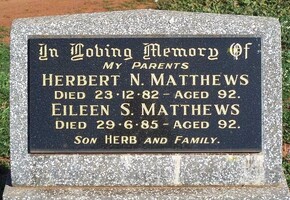 In Loving Memory Of
MY PARENTS
HERBERT N. MATTHEWS
DIED 23·12·82 – AGED 92.
EILEEN S. MATTHEWS
DIED 29·6·85 – AGED 92.
SON HERB AND FAMILY.